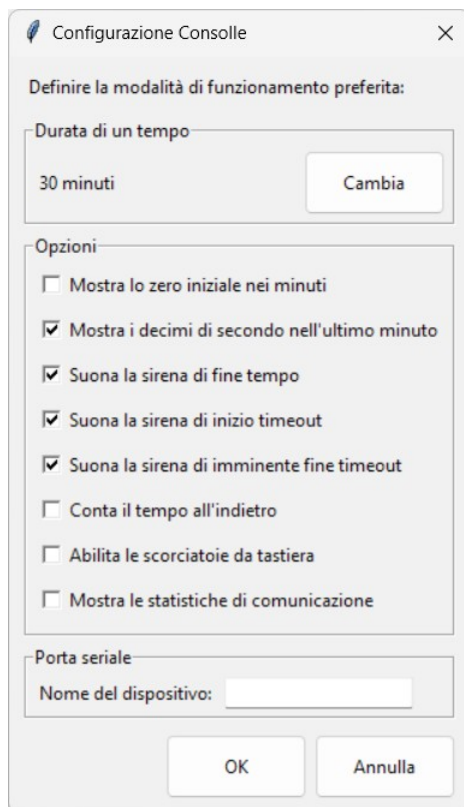 Configurazione Consolle
Definire la modalità di funzionamento preferita:
Durata di un tempo
30 minuti
Cambia
Opzioni
Mostra lo zero iniziale nei minuti
Mostra i decimi di secondo nell'ultimo minuto
Suona la sirena di fine tempo
Suona la sirena di inizio timeout
Suona la sirena di imminente fine timeout
Conta il tempo all'indietro
Abilita le scorciatoie da tastiera
Mostra le statistiche di comunicazione
Porta seriale
Nome del dispositivo:
OK
Annulla